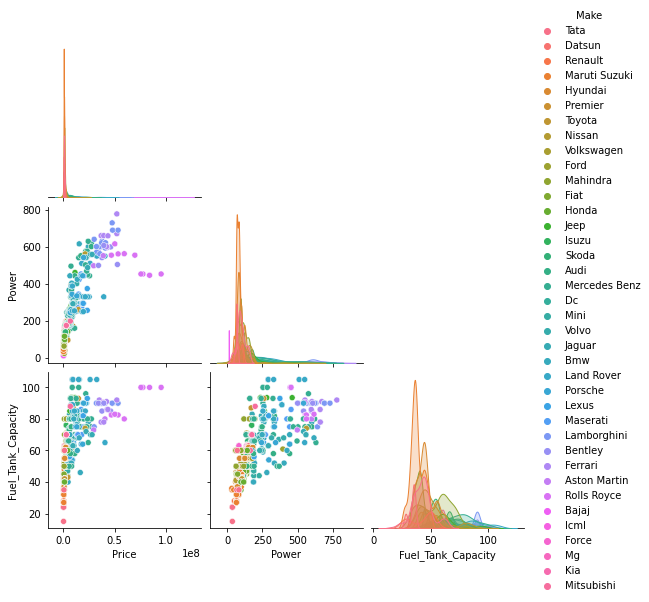 Make
Tata
Datsun
Renault
Maruti Suzuki
Hyundai
Premier
Toyota
Nissan
Volkswagen
Ford
Mahindra
Fiat
Honda
Jeep
Isuzu
Skoda
Audi
Mercedes Benz
Dc
Mini
Volvo
Jaguar
Bmw
Land Rover
Porsche
Lexus
Maserati
Lamborghini
Bentley
Ferrari
Aston Martin
Rolls Royce
Bajaj
Icml
Force
Mg
Kia
Mitsubishi
800
600
400
200
0
Power
100
80
60
40
20
Fuel_Tank_Capacity
0.0 0.5 1.0
1e8
Price
0 250 500 750
Power
0 50 100
Fuel_Tank_Capacity